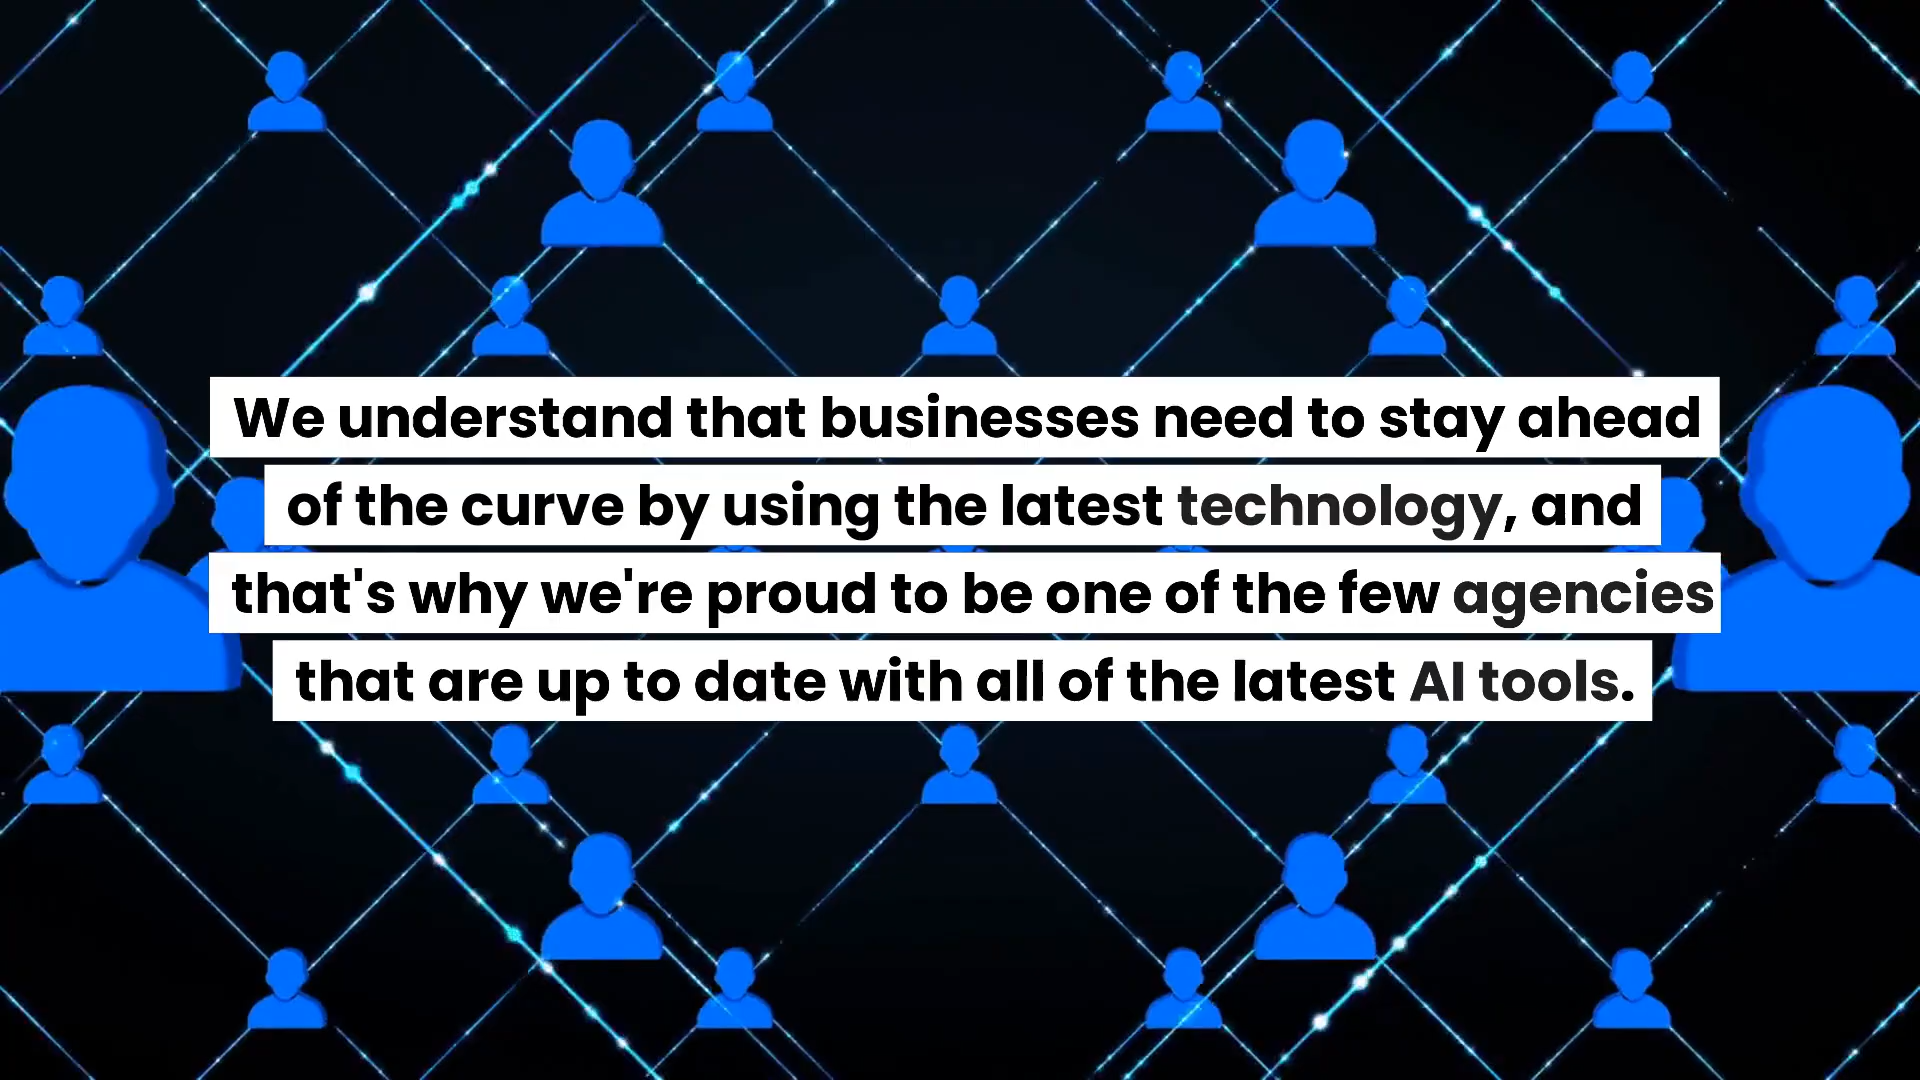 We understand that businesses need to stay ahead
of the curve by using the latest technology, and
that's why we're proud to be one of the few agencies
that are up to date with all of the latest AI tools.